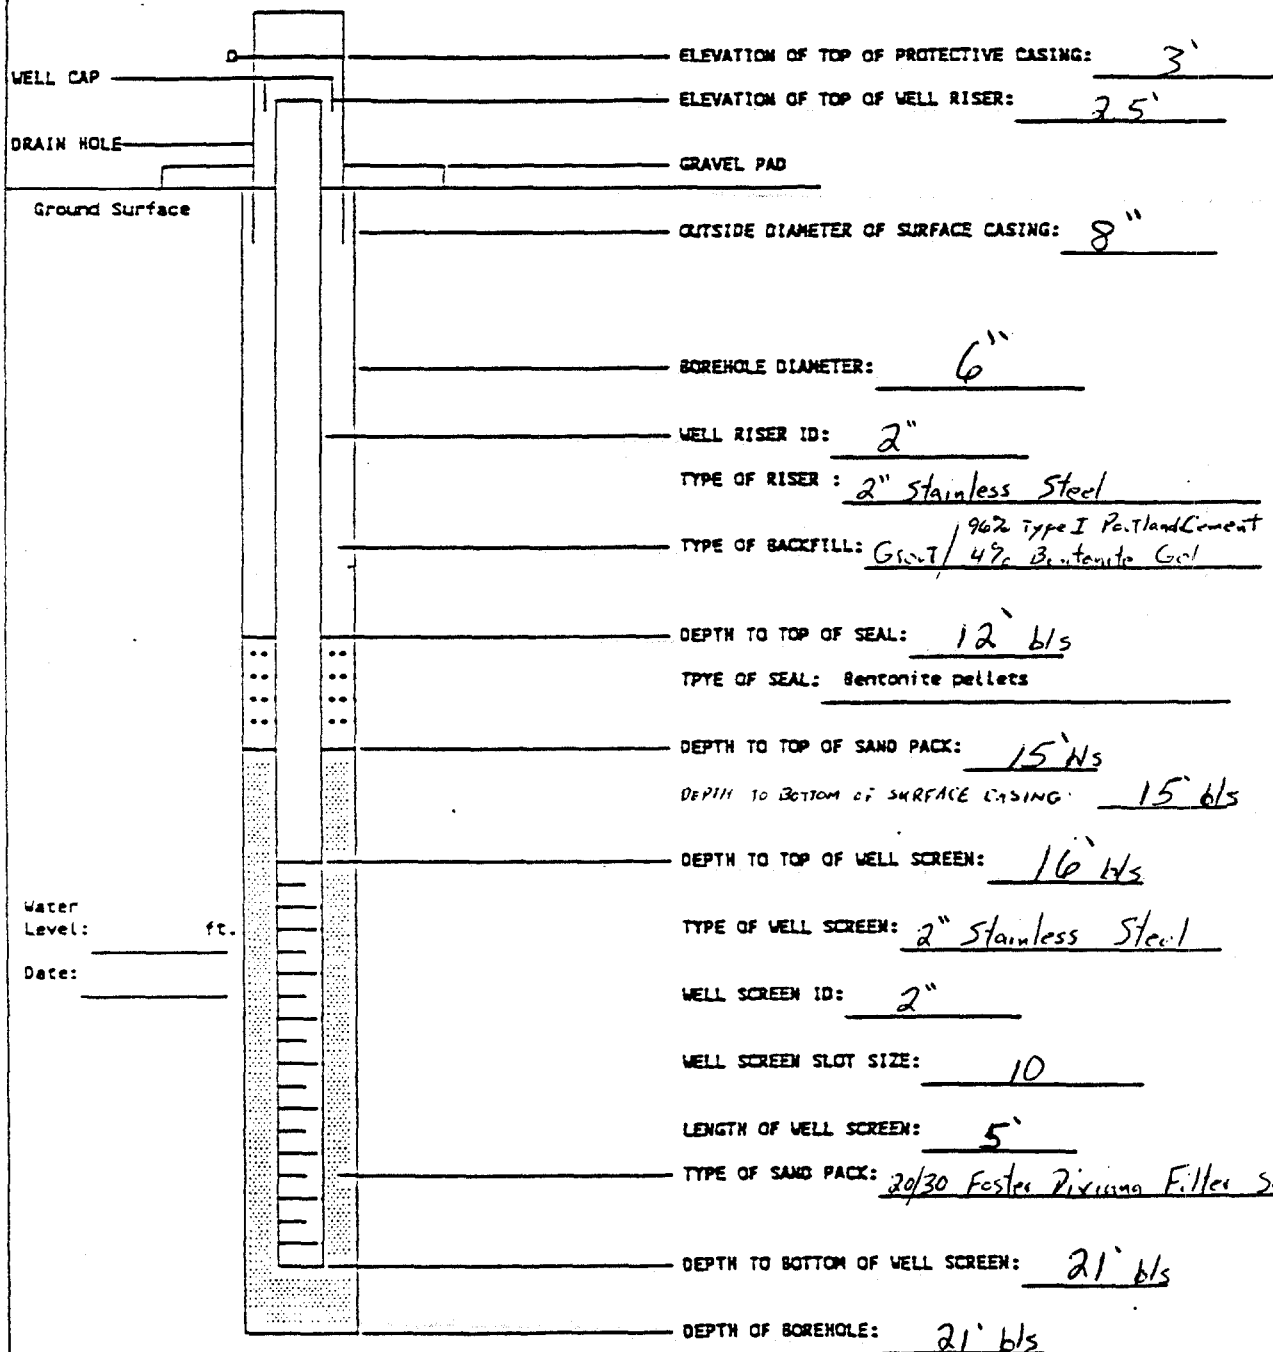 ELEVATION OF TOP OF PROTECTIVE CASING: 3'
WELL CAP
ELEVATION OF TOP OF WELL RISER: 2.5'
DRAIN HOLE
GRAVEL PAD
Ground Surface
OUTSIDE DIAMETER OF SURFACE CASING: 8"
BOREHOLE DIAMETER: 6"
WELL RISER ID: 2"
TYPE OF RISER : 2" Stainless Steel
TYPE OF BACKFILL: Grout/ 96% Type I Portland Cement
4% Bentonite Gel
DEPTH TO TOP OF SEAL: 12' b/s
TPYE OF SEAL: Bentonite pellets
DEPTH TO TOP OF SAND PACK: 15' b/s
DEPTH TO BOTTOM OF SURFACE CASING: 15' b/s
DEPTH TO TOP OF WELL SCREEN: 16' b/s
Water
Level: ft.
TYPE OF WELL SCREEN: 2" Stainless Steel
Date:
WELL SCREEN ID: 2"
WELL SCREEN SLOT SIZE: 10
LENGTH OF WELL SCREEN: 5'
TYPE OF SAND PACK: 20/30 Foster Dixiana Filter
DEPTH TO BOTTOM OF WELL SCREEN: 21' b/s
DEPTH OF BOREHOLE: 21' b/s